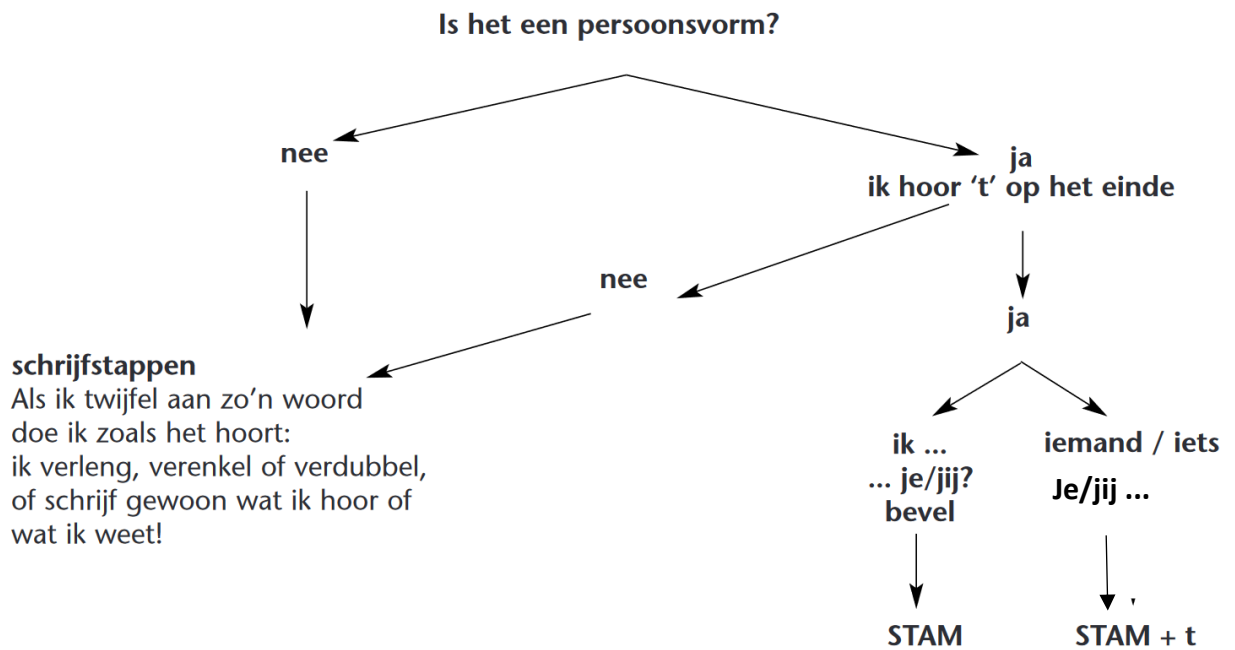 Is het een persoonsvorm?
nee
ja
ik hoor ‘t’ op het einde
nee
ja
schrijfstappen
Als ik twijfel aan zo’n woord
doe ik zoals het hoort:
ik verleng, verenkel of verdubbel,
of schrijf gewoon wat ik hoor of
wat ik weet!
ik ...
... je/jij?
bevel
iemand / iets
Je/jij ...
STAM
STAM + t